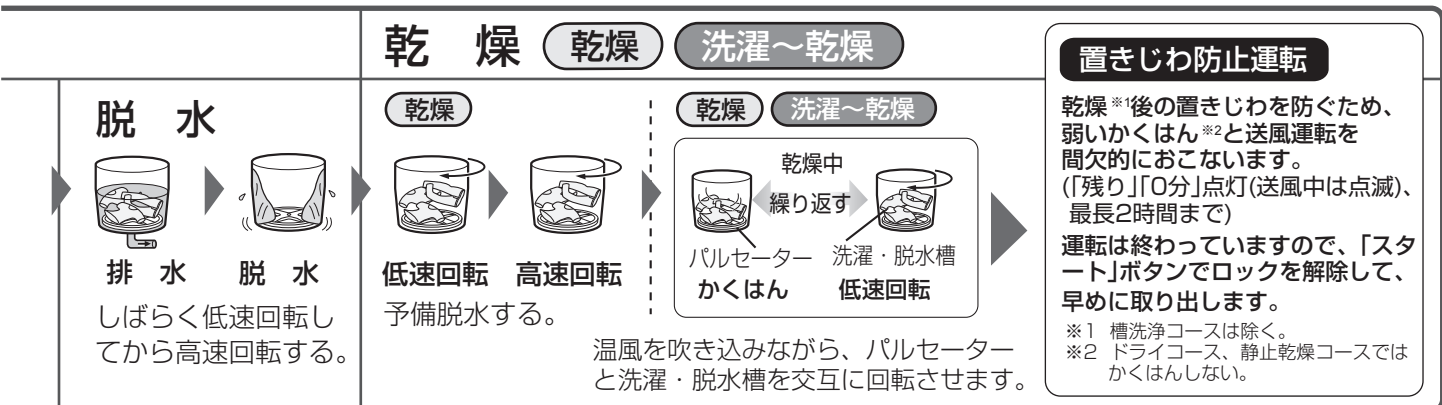 脱 水
排 水
脱 水
しばらく低速回転し
てから高速回転する。
乾 燥 乾燥 洗濯~乾燥
乾燥
低速回転 高速回転
予備脱水する。
乾燥 洗濯~乾燥
乾燥中
繰り返す
パルセーター
かくはん
洗濯・脱水槽
低速回転
温風を吹き込みながら、パルセーター
と洗濯・脱水槽を交互に回転させます。
置きじわ防止運転
乾燥※1後の置きじわを防ぐため、
弱いかくはん※2と送風運転を
間欠的におこないます。
(「残り」「0分」点灯(送風中は点滅)、
最長2時間まで)
運転は終わっていますので、「スタ
ート」ボタンでロックを解除して、
早めに取り出します。
※1 槽洗浄コースは除く。
※2 ドライコース、静止乾燥コースでは
かくはんしない。